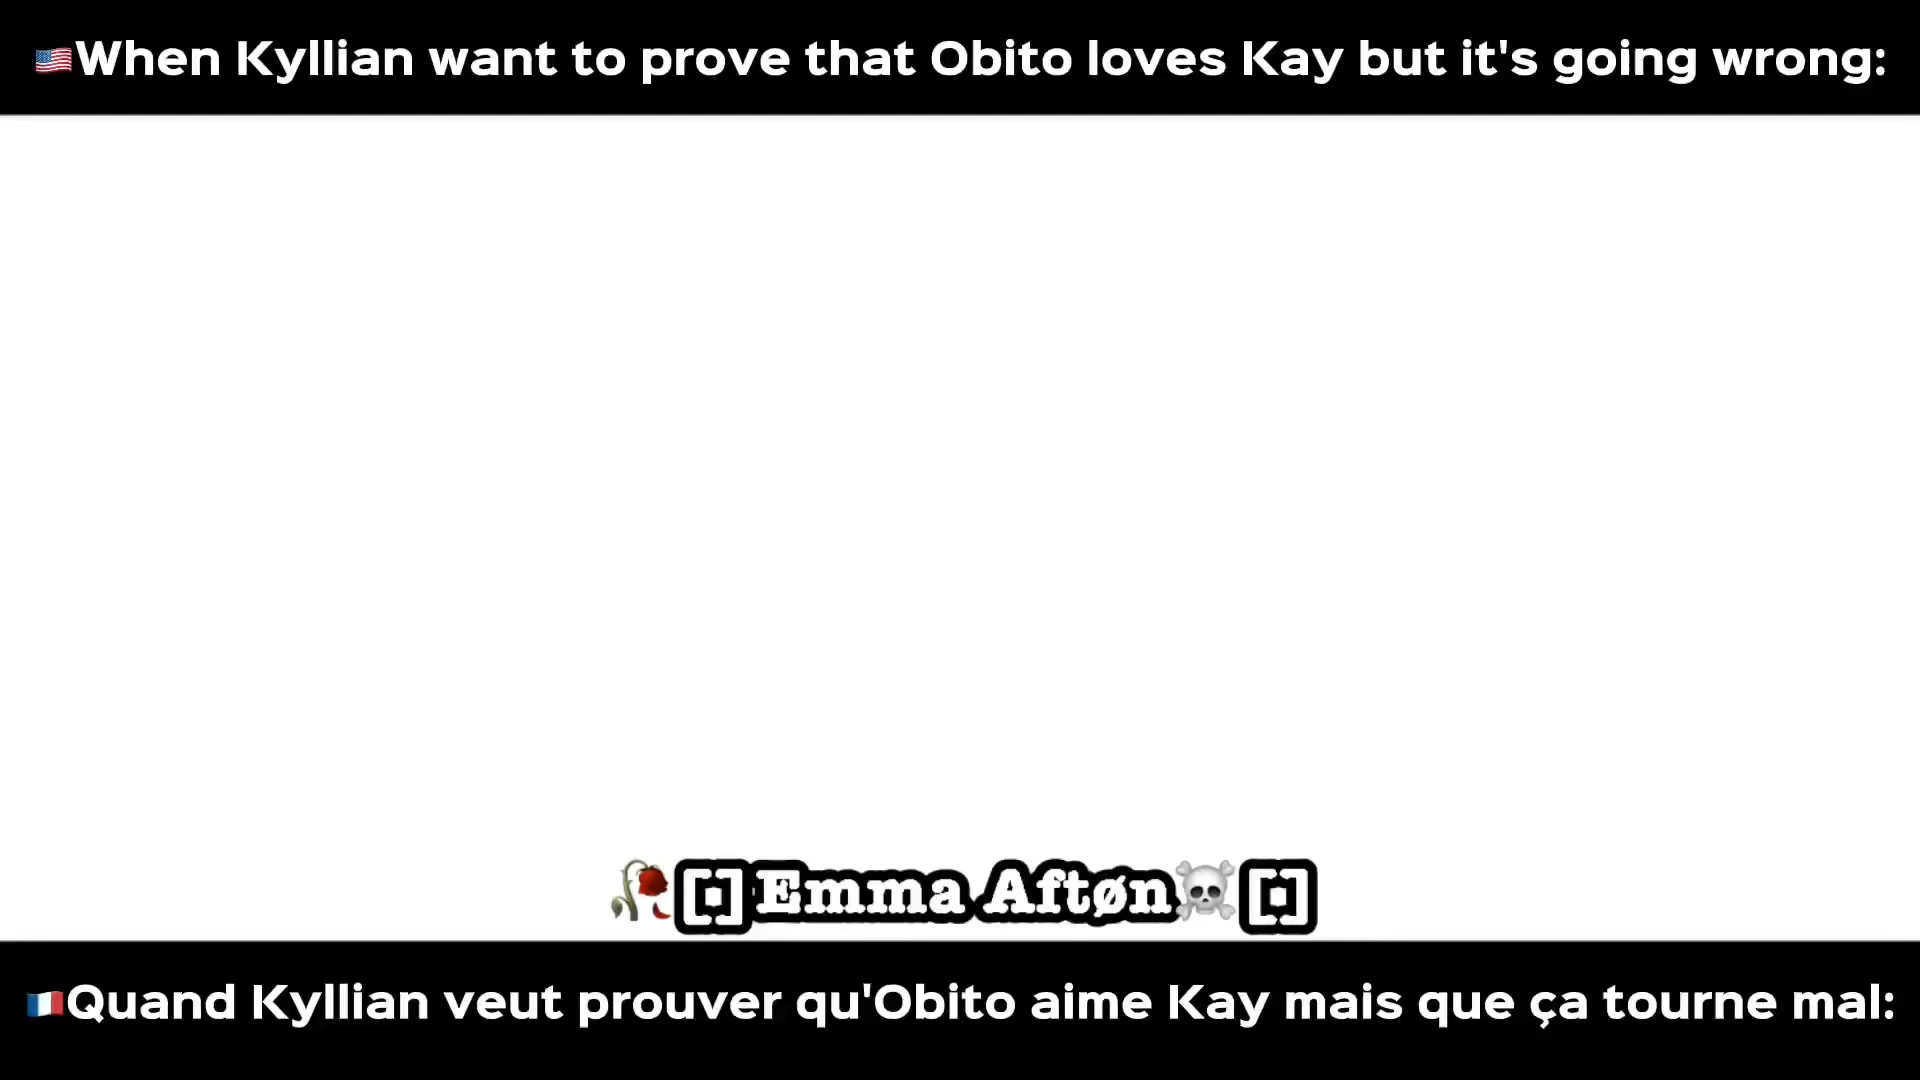 🇺🇸When Kyllian want to prove that Obito loves Kay but it's going wrong:
🥀[▪]Emma Aftøn☠️[▪]
🇫🇷Quand Kyllian veut prouver qu'Obito aime Kay mais que ça tourne mal: